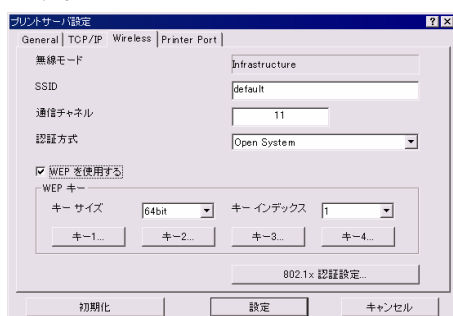 プリントサーバ設定
General TCP/IP Wireless Printer Port
無線モード Infrastructure
SSID default
通信チャネル 11
認証方式 Open System
WEP を使用する
WEP キー
キー サイズ 64bit キー インデックス 1
キー1... キー2... キー3... キー4...
802.1x 認証設定...
初期化 設定 キャンセル